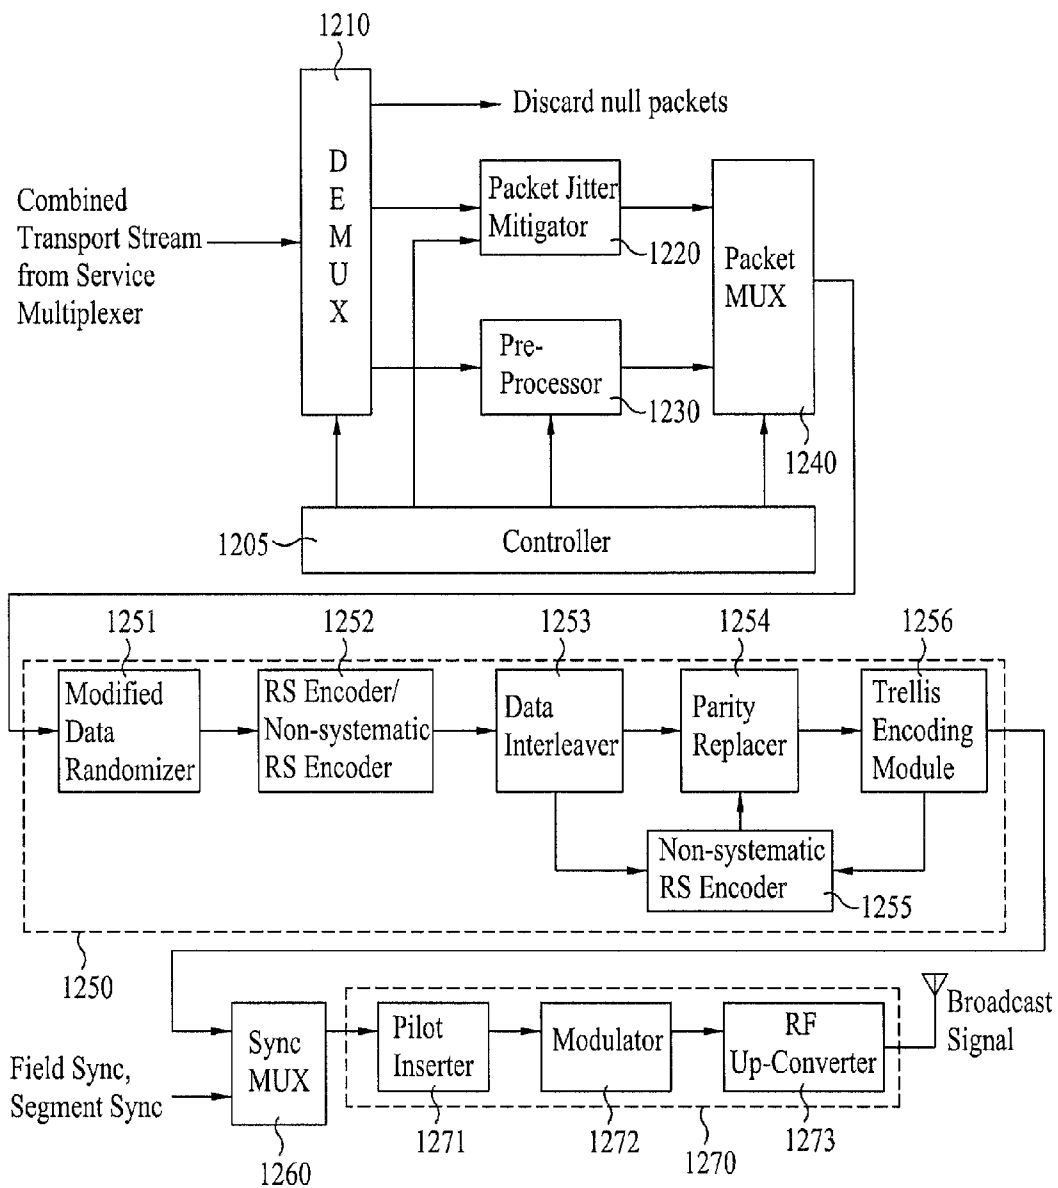 1210
D
E
M
U
X
Discard null packets
Combined
Transport Stream
from Service
Multiplexer
Packet Jitter
Mitigator
1220
Packet
MUX
Pre-
Processor
1230
1240
1205
Controller
1251
1252
1253
1254
1256
Modified
Data
Randomizer
RS Encoder/
Non-systematic
RS Encoder
Data
Interleaver
Parity
Replacer
Trellis
Encoding
Module
Non-systematic
RS Encoder
1255
1250
Sync
MUX
Field Sync,
Segment Sync
Pilot
Inserter
Modulator
RF
Up-Converter
Broadcast
Signal
1260
1271
1272
1270
1273